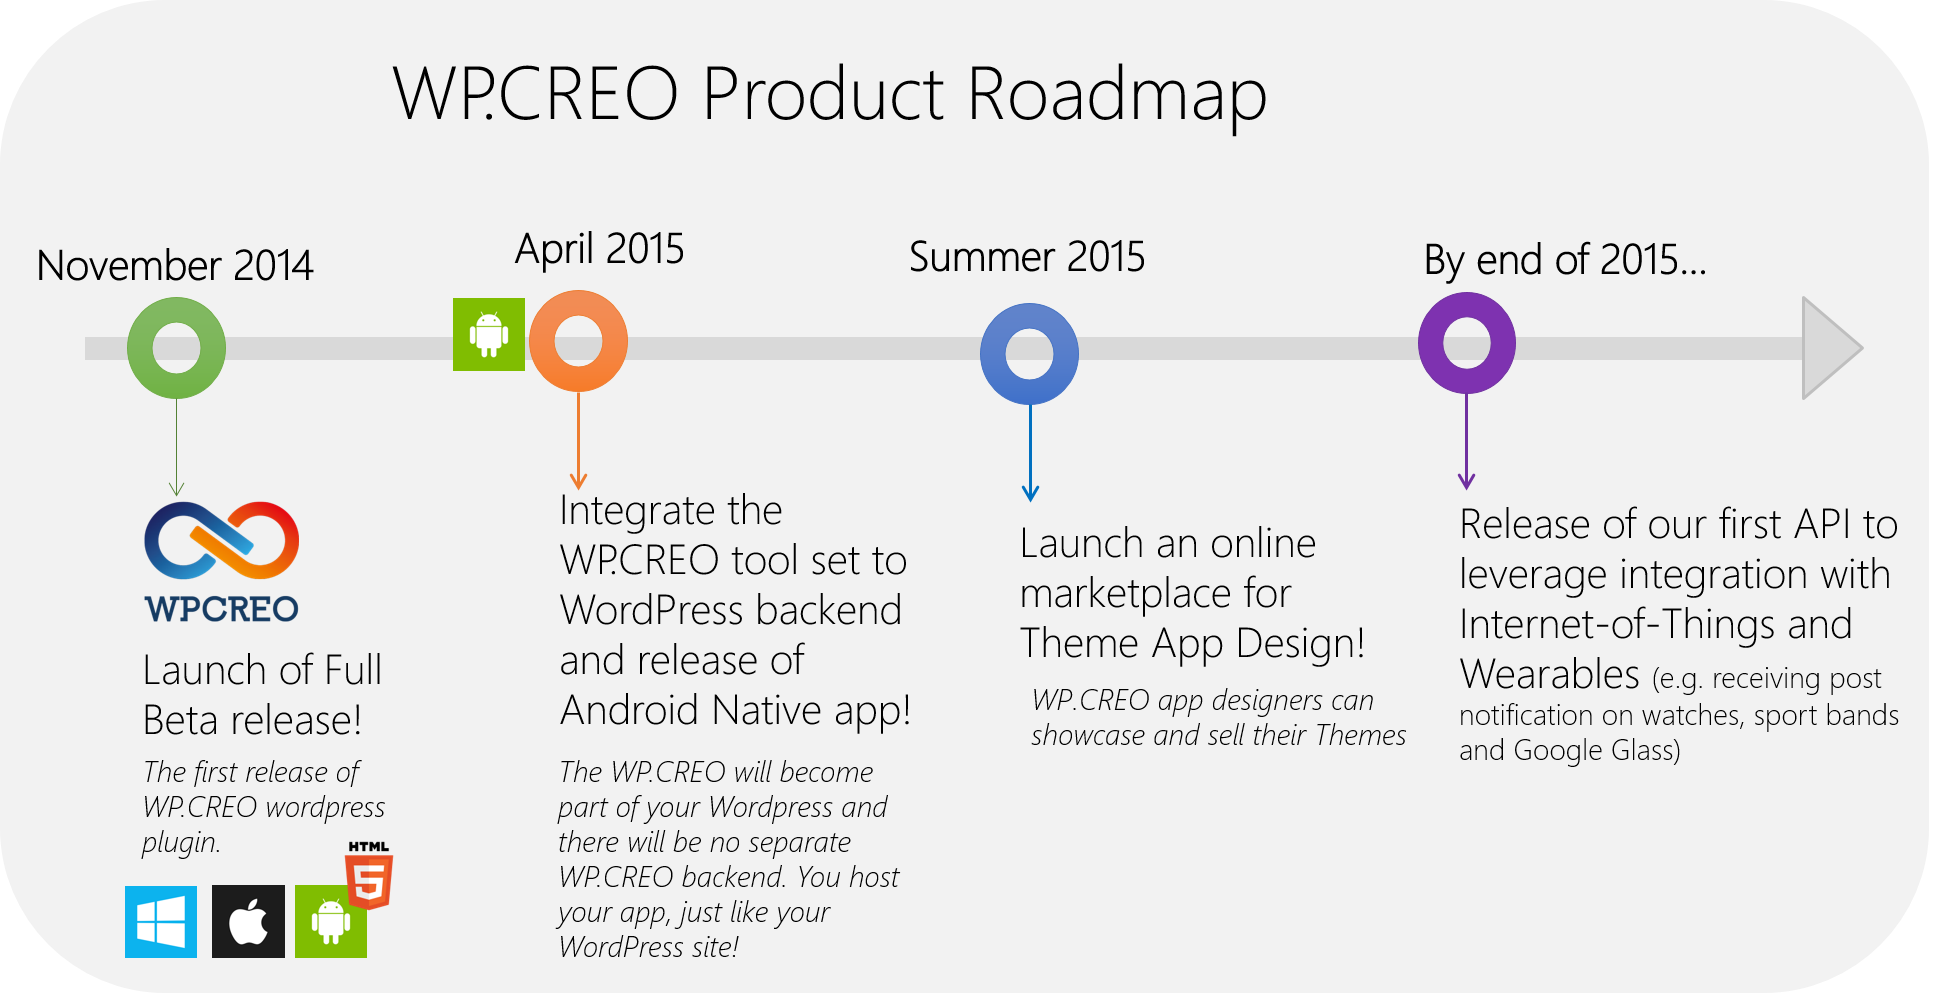 WP.CREO Product Roadmap
November 2014
April 2015
Summer 2015
By end of 2015...
WPCREO
Launch of Full
Beta release!
The first release of
WP.CREO wordpress
plugin.
HTML
5
Integrate the
WP.CREO tool set to
WordPress backend
and release of
Android Native app!
The WP.CREO will become
part of your Wordpress and
there will be no separate
WP.CREO backend. You host
your app, just like your
WordPress site!
Launch an online
marketplace for
Theme App Design!
WP.CREO app designers can
showcase and sell their Themes
Release of our first API to
leverage integration with
Internet-of-Things and
Wearables (e.g. receiving post
notification on watches, sport bands
and Google Glass)